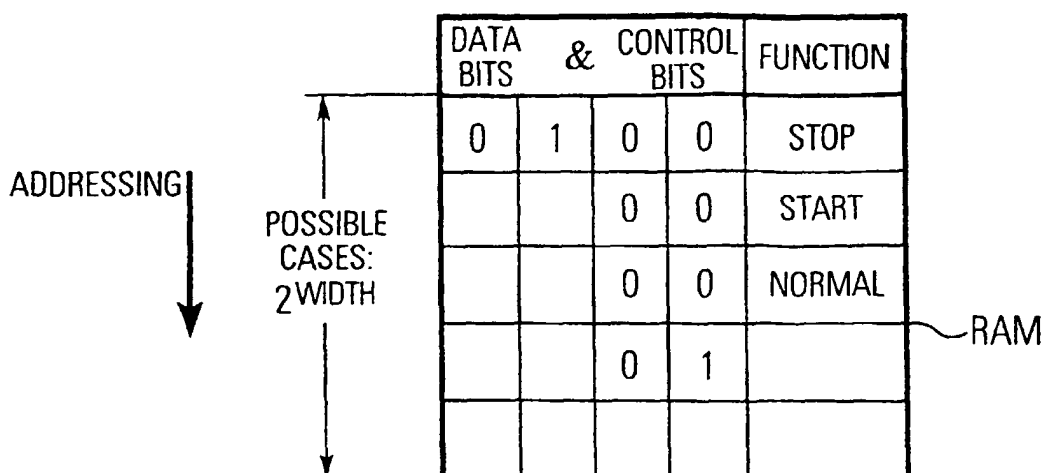 DATA BITS & CONTROL BITS FUNCTION
0 1 0 0 STOP
ADDRESSING
0 0 START
POSSIBLE CASES: 2WIDTH
0 0 NORMAL
RAM
0 1